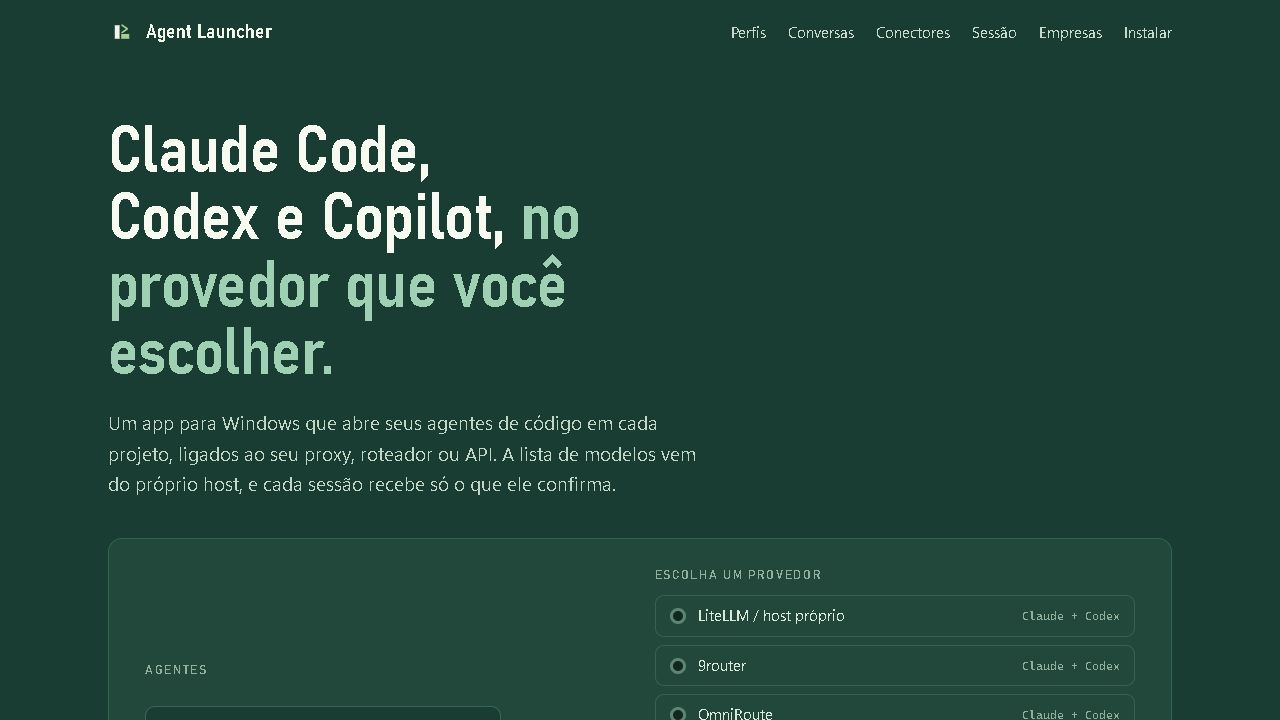 Agent Launcher
Perfis Conversas Conectores Sessão Empresas Instalar
Claude Code,
Codex e Copilot, no
provedor que você
escolher.
Um app para Windows que abre seus agentes de código em cada
projeto, ligados ao seu proxy, roteador ou API. A lista de modelos vem
do próprio host, e cada sessão recebe só o que ele confirma.
AGENTES
ESCOLHA UM PROVEDOR
LiteLLM / host próprio Claude + Codex
9router Claude + Codex
OmniRoute Claude + Codex